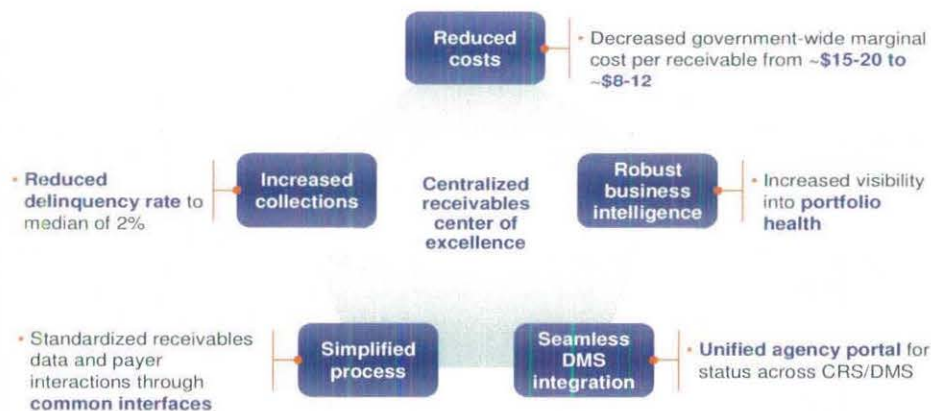 Reduced
costs
• Decreased government-wide marginal
cost per receivable from ~$15-20 to
~$8-12
• Reduced
delinquency rate to
median of 2%
Increased
collections
Centralized
receivables
center of
excellence
Robust
business
intelligence
• Increased visibility
into portfolio
health
• Standardized receivables
data and payer
interactions through
common interfaces
Simplified
process
Seamless
DMS
integration
• Unified agency portal for
status across CRS/DMS